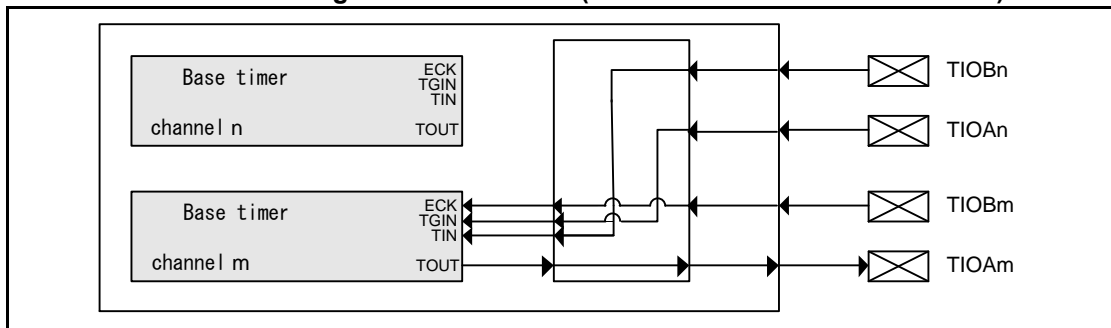 Base timer
ECK
TGIN
TIN
channel n
TOUT
TIOBn
TIOAn
Base timer
ECK
TGIN
TIN
channel m
TOUT
TIOBm
TIOAm